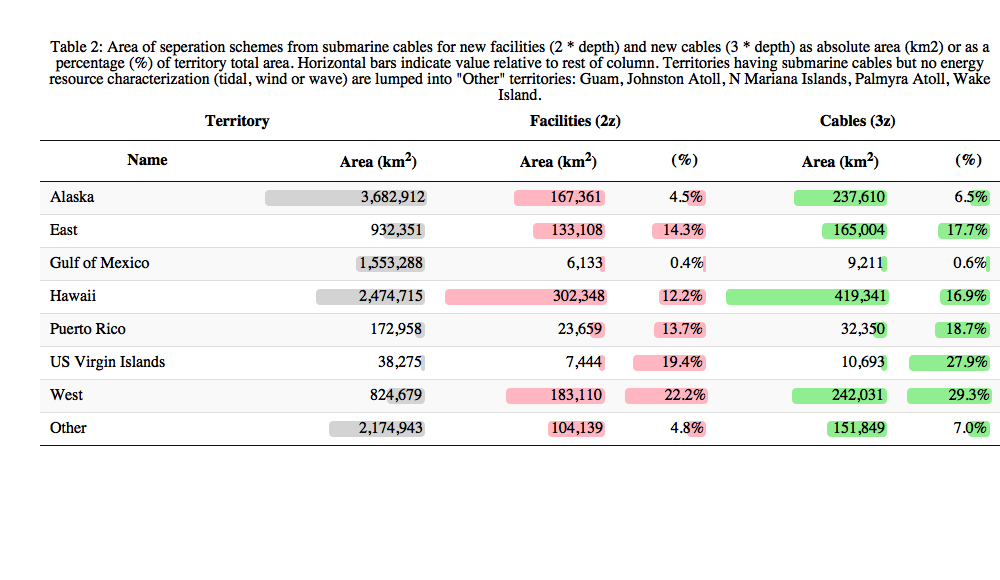 Table 2: Area of seperation schemes from submarine cables for new facilities (2 * depth) and new cables (3 * depth) as absolute area (km2) or as a
percentage (%) of territory total area. Horizontal bars indicate value relative to rest of column. Territories having submarine cables but no energy
resource characterization (tidal, wind or wave) are lumped into "Other" territories: Guam, Johnston Atoll, N Mariana Islands, Palmyra Atoll, Wake
Island.
Territory Facilities (2z) Cables (3z)
Name Area (km²) Area (km²) (%) Area (km²) (%)
Alaska 3,682,912 167,361 4.5% 237,610 6.5%
East 932,351 133,108 14.3% 165,004 17.7%
Gulf of Mexico 1,553,288 6,133 0.4% 9,211 0.6%
Hawaii 2,474,715 302,348 12.2% 419,341 16.9%
Puerto Rico 172,958 23,659 13.7% 32,350 18.7%
US Virgin Islands 38,275 7,444 19.4% 10,693 27.9%
West 824,679 183,110 22.2% 242,031 29.3%
Other 2,174,943 104,139 4.8% 151,849 7.0%